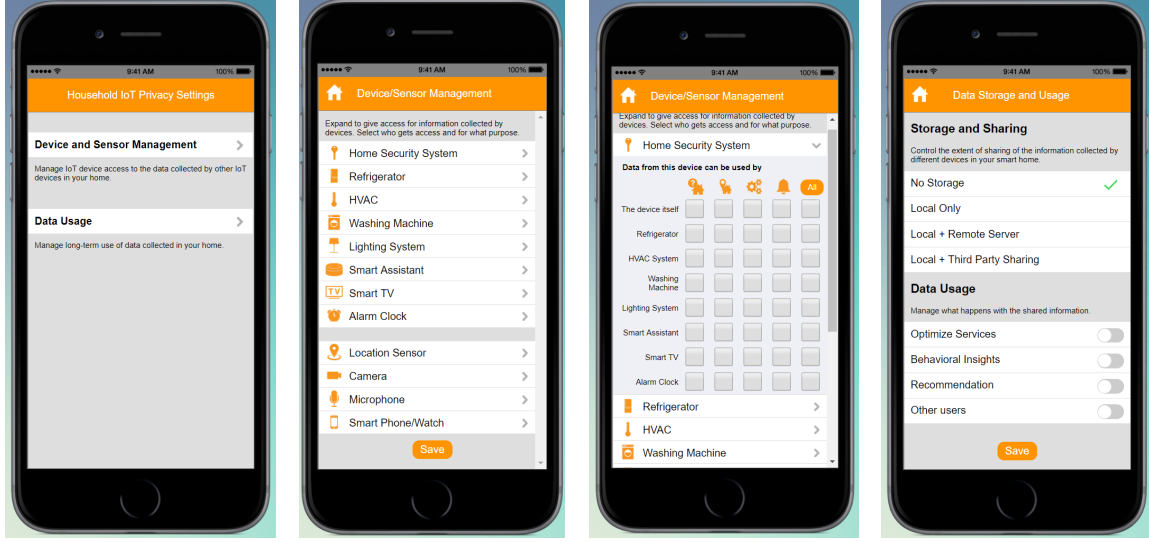 9:41 AM 100%
Household IoT Privacy Settings
Device and Sensor Management
Manage IoT device access to the data collected by other IoT
devices in your home.
Data Usage
Manage long-term use of data collected in your home.
9:41 AM 100%
Device/Sensor Management
Expand to give access for information collected by
devices. Select who gets access and for what purpose.
Home Security System
Refrigerator
HVAC
Washing Machine
Lighting System
Smart Assistant
TV Smart TV
Alarm Clock
Location Sensor
Camera
Microphone
Smart Phone/Watch
Save
9:41 AM 100%
Device/Sensor Management
Expand to give access for information collected by
devices. Select who gets access and for what purpose.
Home Security System
Data from this device can be used by
All
The device itself
Refrigerator
HVAC System
Washing
Machine
Lighting System
Smart Assistant
Smart TV
Alarm Clock
Refrigerator
HVAC
Washing Machine
9:41 AM 100%
Data Storage and Usage
Storage and Sharing
Control the extent of sharing of the information collected by
different devices in your smart home.
No Storage
Local Only
Local + Remote Server
Local + Third Party Sharing
Data Usage
Manage what happens with the shared information.
Optimize Services
Behavioral Insights
Recommendation
Other users
Save